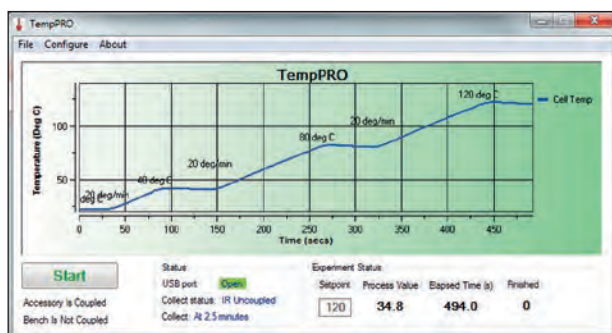 TempPRO
File Configure About
TempPRO
120 deg C
Cell Temp
20 deg/min
80 deg C
20 deg/min
40 deg C
20 deg/min
deg C
Temperature (Deg C)
100
50
0 50 100 150 200 250 300 350 400 450
Time (secs)
Start
Accessory is Coupled
Bench Is Not Coupled
Status
USB port Open
Collect status: IR Uncoupled
Collect: At 2.5 minutes
Experiment Status
Setpoint Process Value Elapsed Time (s) Finished
120 34.8 494.0 0